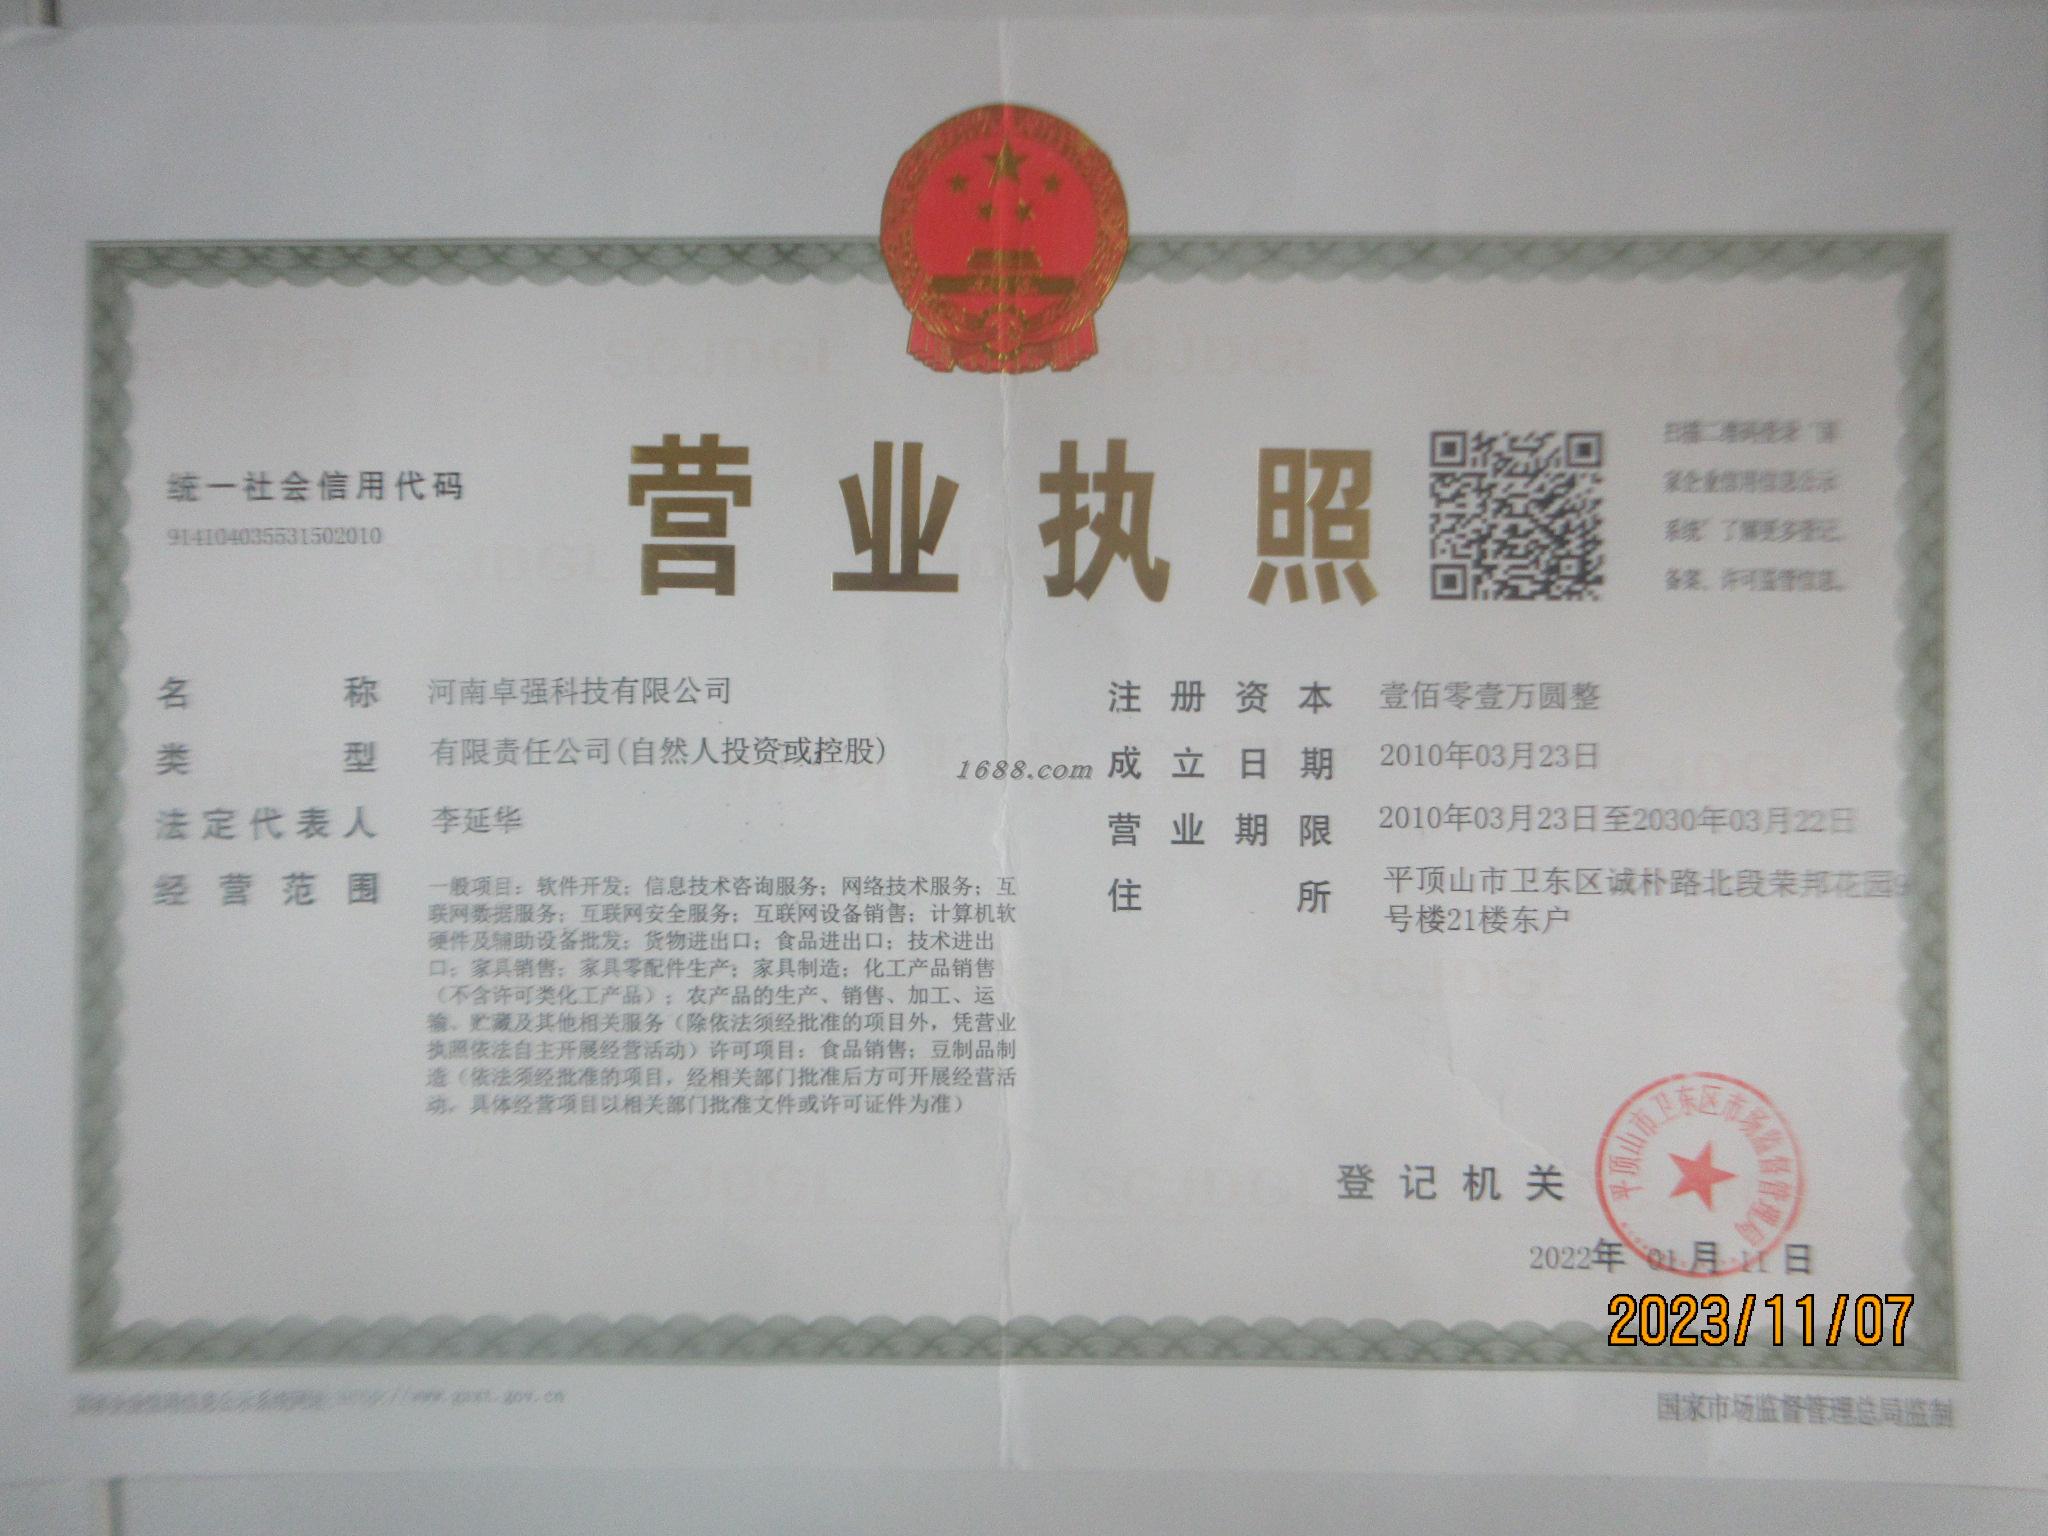 统一社会信用代码
914104035531502010
营业执照
扫描二维码登录“国
家企业信用信息公示
系统”了解更多登记、
备案、许可监管信息。
名称 河南卓强科技有限公司
类型 有限责任公司(自然人投资或控股)
法定代表人 李延华
经营范围 一般项目：软件开发；信息技术咨询服务；网络技术服务；互
联网数据服务；互联网安全服务；互联网设备销售；计算机软
硬件及辅助设备批发；货物进出口；食品进出口；技术进出
口；家具销售；家具零配件生产；家具制造；化工产品销售
（不含许可类化工产品）；农产品的生产、销售、加工、运
输、贮藏及其他相关服务（除依法须经批准的项目外，凭营业
执照依法自主开展经营活动）许可项目：食品销售；豆制品制
造（依法须经批准的项目，经相关部门批准后方可开展经营活
动，具体经营项目以相关部门批准文件或许可证件为准）
1688.com
注册资本 壹佰零壹万圆整
成立日期 2010年03月23日
营业期限 2010年03月23日至2030年03月22日
住所 平顶山市卫东区诚朴路北段荣邦花园9
号楼21楼东户
登记机关
平顶山市卫东区市场监督管理局
2022年 01月 11日
2023/11/07
国家企业信用信息公示系统网址：http://www.gsxt.gov.cn
国家市场监督管理总局监制